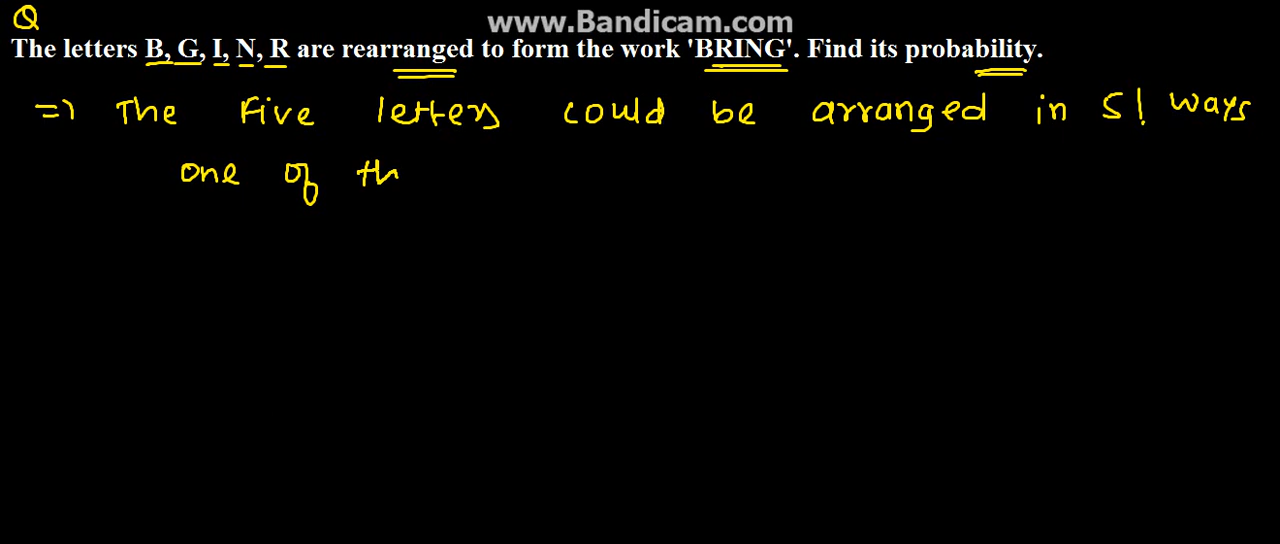 www.Bandicam.com
Q
The letters B, G, I, N, R are rearranged to form the work 'BRING'. Find its probability.
=> The Five letters could be arranged in 5! ways
one of th